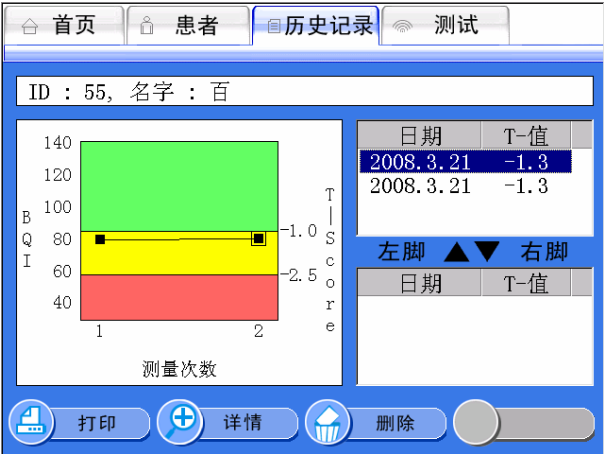 首页 患者 历史记录 测试
ID : 55, 名字 : 百
140
120
100
80
60
40
BQI
-1.0
-2.5
T-Score
1 2
测量次数
日期 T-值
2008.3.21 -1.3
2008.3.21 -1.3
左脚 ▲▼ 右脚
日期 T-值
打印 详情 删除